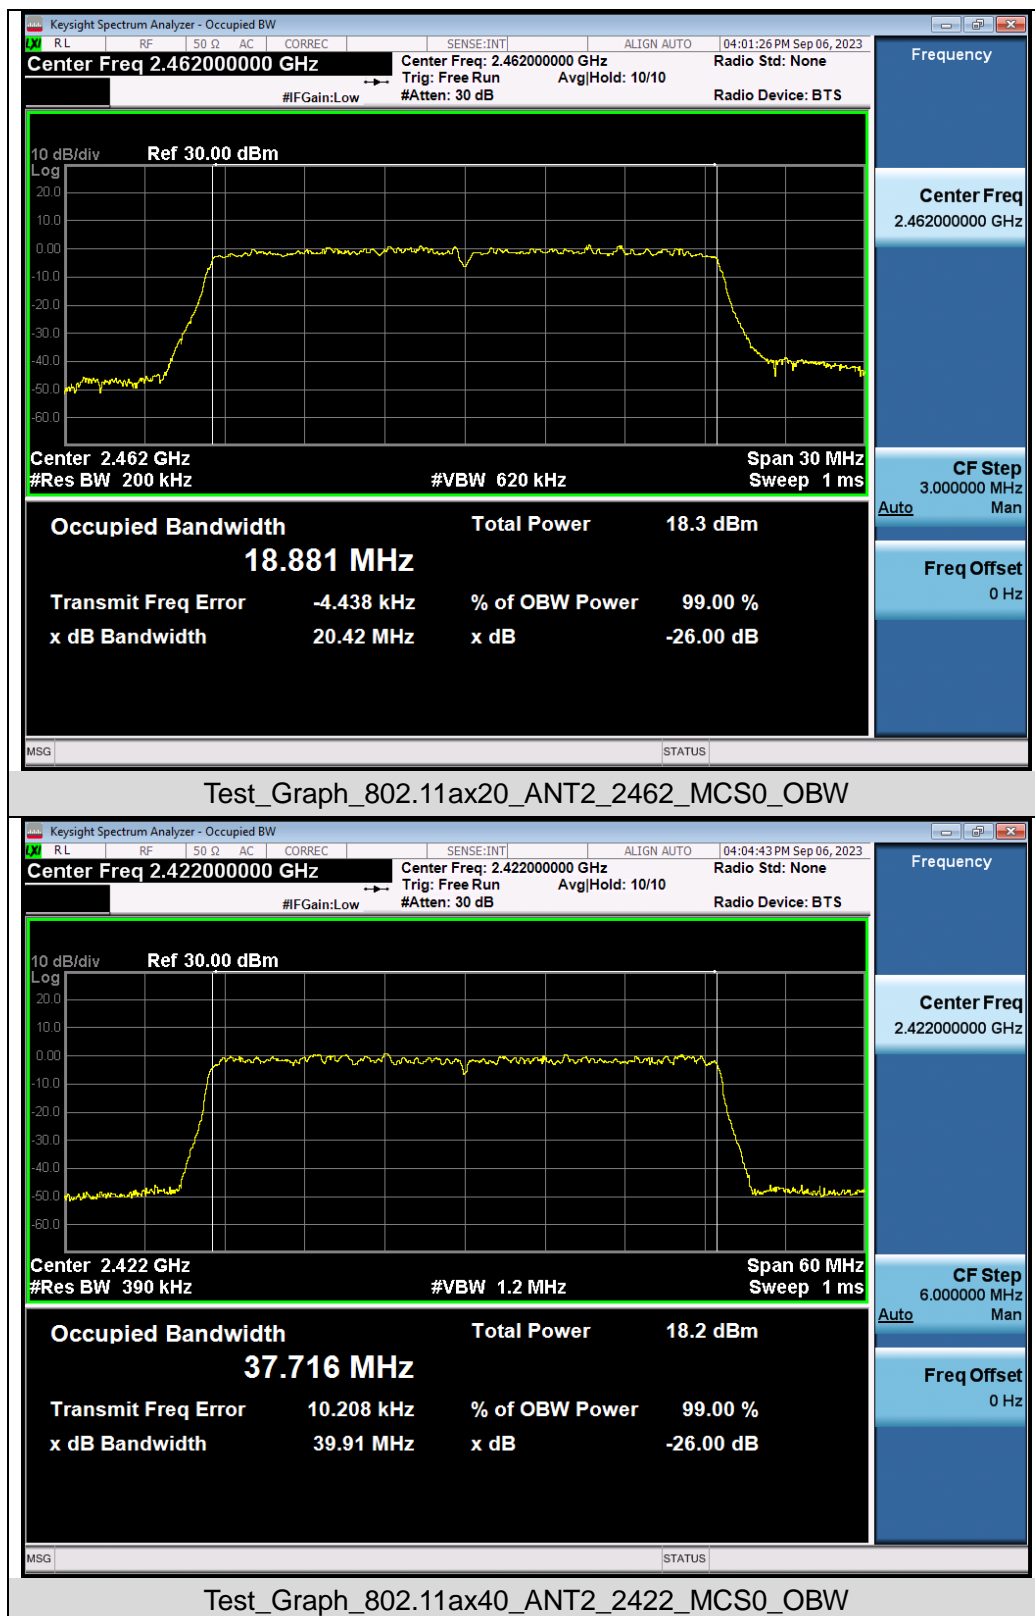 Keysight Spectrum Analyzer - Occupied BW
LXI RL RF 50 Ω AC CORREC SENSE:INT ALIGN AUTO 04:01:26 PM Sep 06, 2023
Center Freq 2.462000000 GHz
Center Freq: 2.462000000 GHz Radio Std: None
Trig: Free Run Avg|Hold: 10/10
#IFGain:Low #Atten: 30 dB Radio Device: BTS
10 dB/div Ref 30.00 dBm
Log
20.0
10.0
0.00
-10.0
-20.0
-30.0
-40.0
-50.0
-60.0
Center 2.462 GHz Span 30 MHz
#Res BW 200 kHz #VBW 620 kHz Sweep 1 ms
Occupied Bandwidth Total Power 18.3 dBm
18.881 MHz
Transmit Freq Error -4.438 kHz % of OBW Power 99.00 %
x dB Bandwidth 20.42 MHz x dB -26.00 dB
MSG STATUS
Frequency
Center Freq
2.462000000 GHz
CF Step
3.000000 MHz
Auto Man
Freq Offset
0 Hz
Test_Graph_802.11ax20_ANT2_2462_MCS0_OBW
Keysight Spectrum Analyzer - Occupied BW
LXI RL RF 50 Ω AC CORREC SENSE:INT ALIGN AUTO 04:04:43 PM Sep 06, 2023
Center Freq 2.422000000 GHz
Center Freq: 2.422000000 GHz Radio Std: None
Trig: Free Run Avg|Hold: 10/10
#IFGain:Low #Atten: 30 dB Radio Device: BTS
10 dB/div Ref 30.00 dBm
Log
20.0
10.0
0.00
-10.0
-20.0
-30.0
-40.0
-50.0
-60.0
Center 2.422 GHz Span 60 MHz
#Res BW 390 kHz #VBW 1.2 MHz Sweep 1 ms
Occupied Bandwidth Total Power 18.2 dBm
37.716 MHz
Transmit Freq Error 10.208 kHz % of OBW Power 99.00 %
x dB Bandwidth 39.91 MHz x dB -26.00 dB
MSG STATUS
Frequency
Center Freq
2.422000000 GHz
CF Step
6.000000 MHz
Auto Man
Freq Offset
0 Hz
Test_Graph_802.11ax40_ANT2_2422_MCS0_OBW